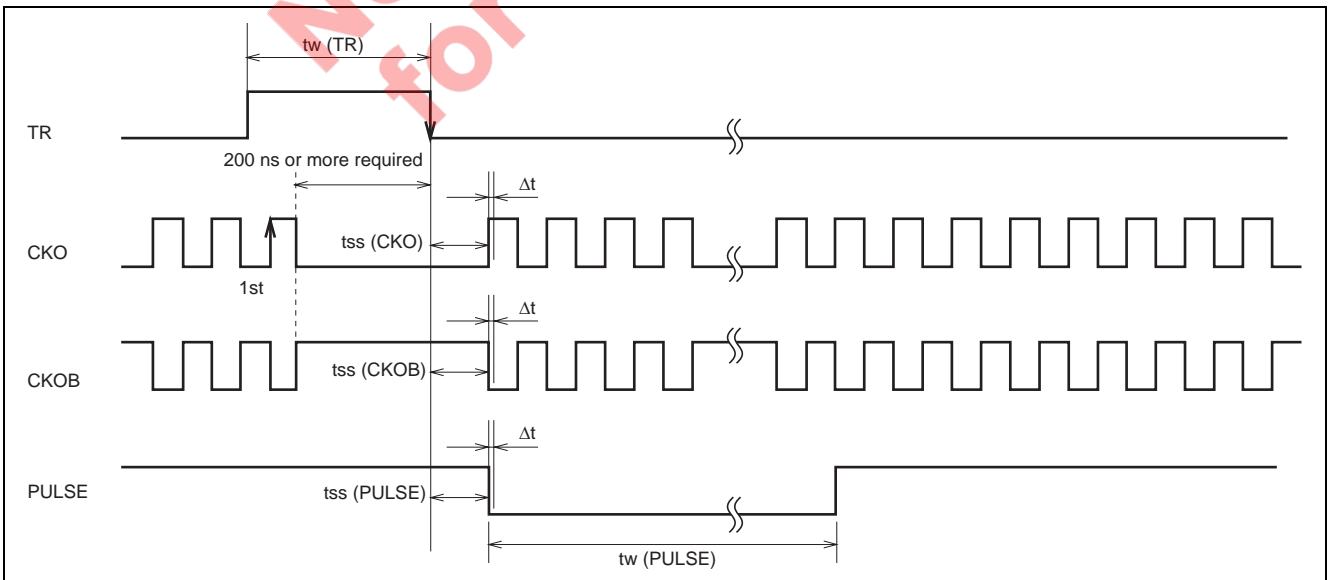 tw (TR)
TR
200 ns or more required
Δt
CKO
tss (CKO)
1st
Δt
CKOB
tss (CKOB)
Δt
PULSE
tss (PULSE)
tw (PULSE)
for